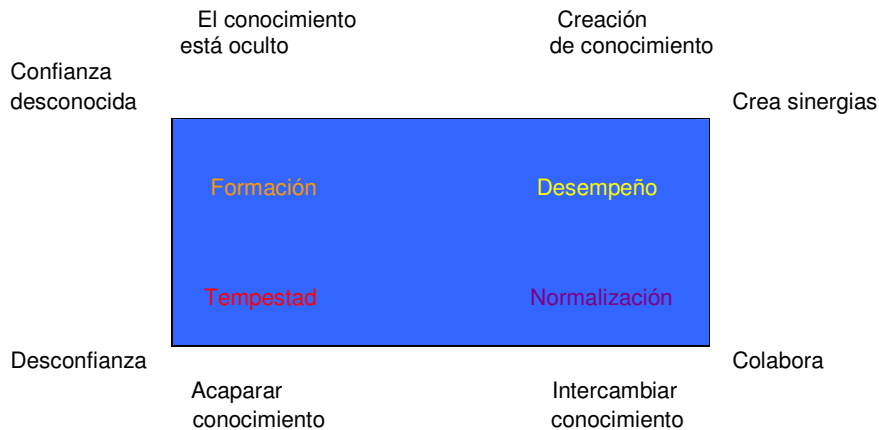 El conocimiento
está oculto
Creación
de conocimiento
Confianza
desconocida
Crea sinergias
Formación
Desempeño
Tempestad
Normalización
Desconfianza
Colabora
Acaparar
conocimiento
Intercambiar
conocimiento